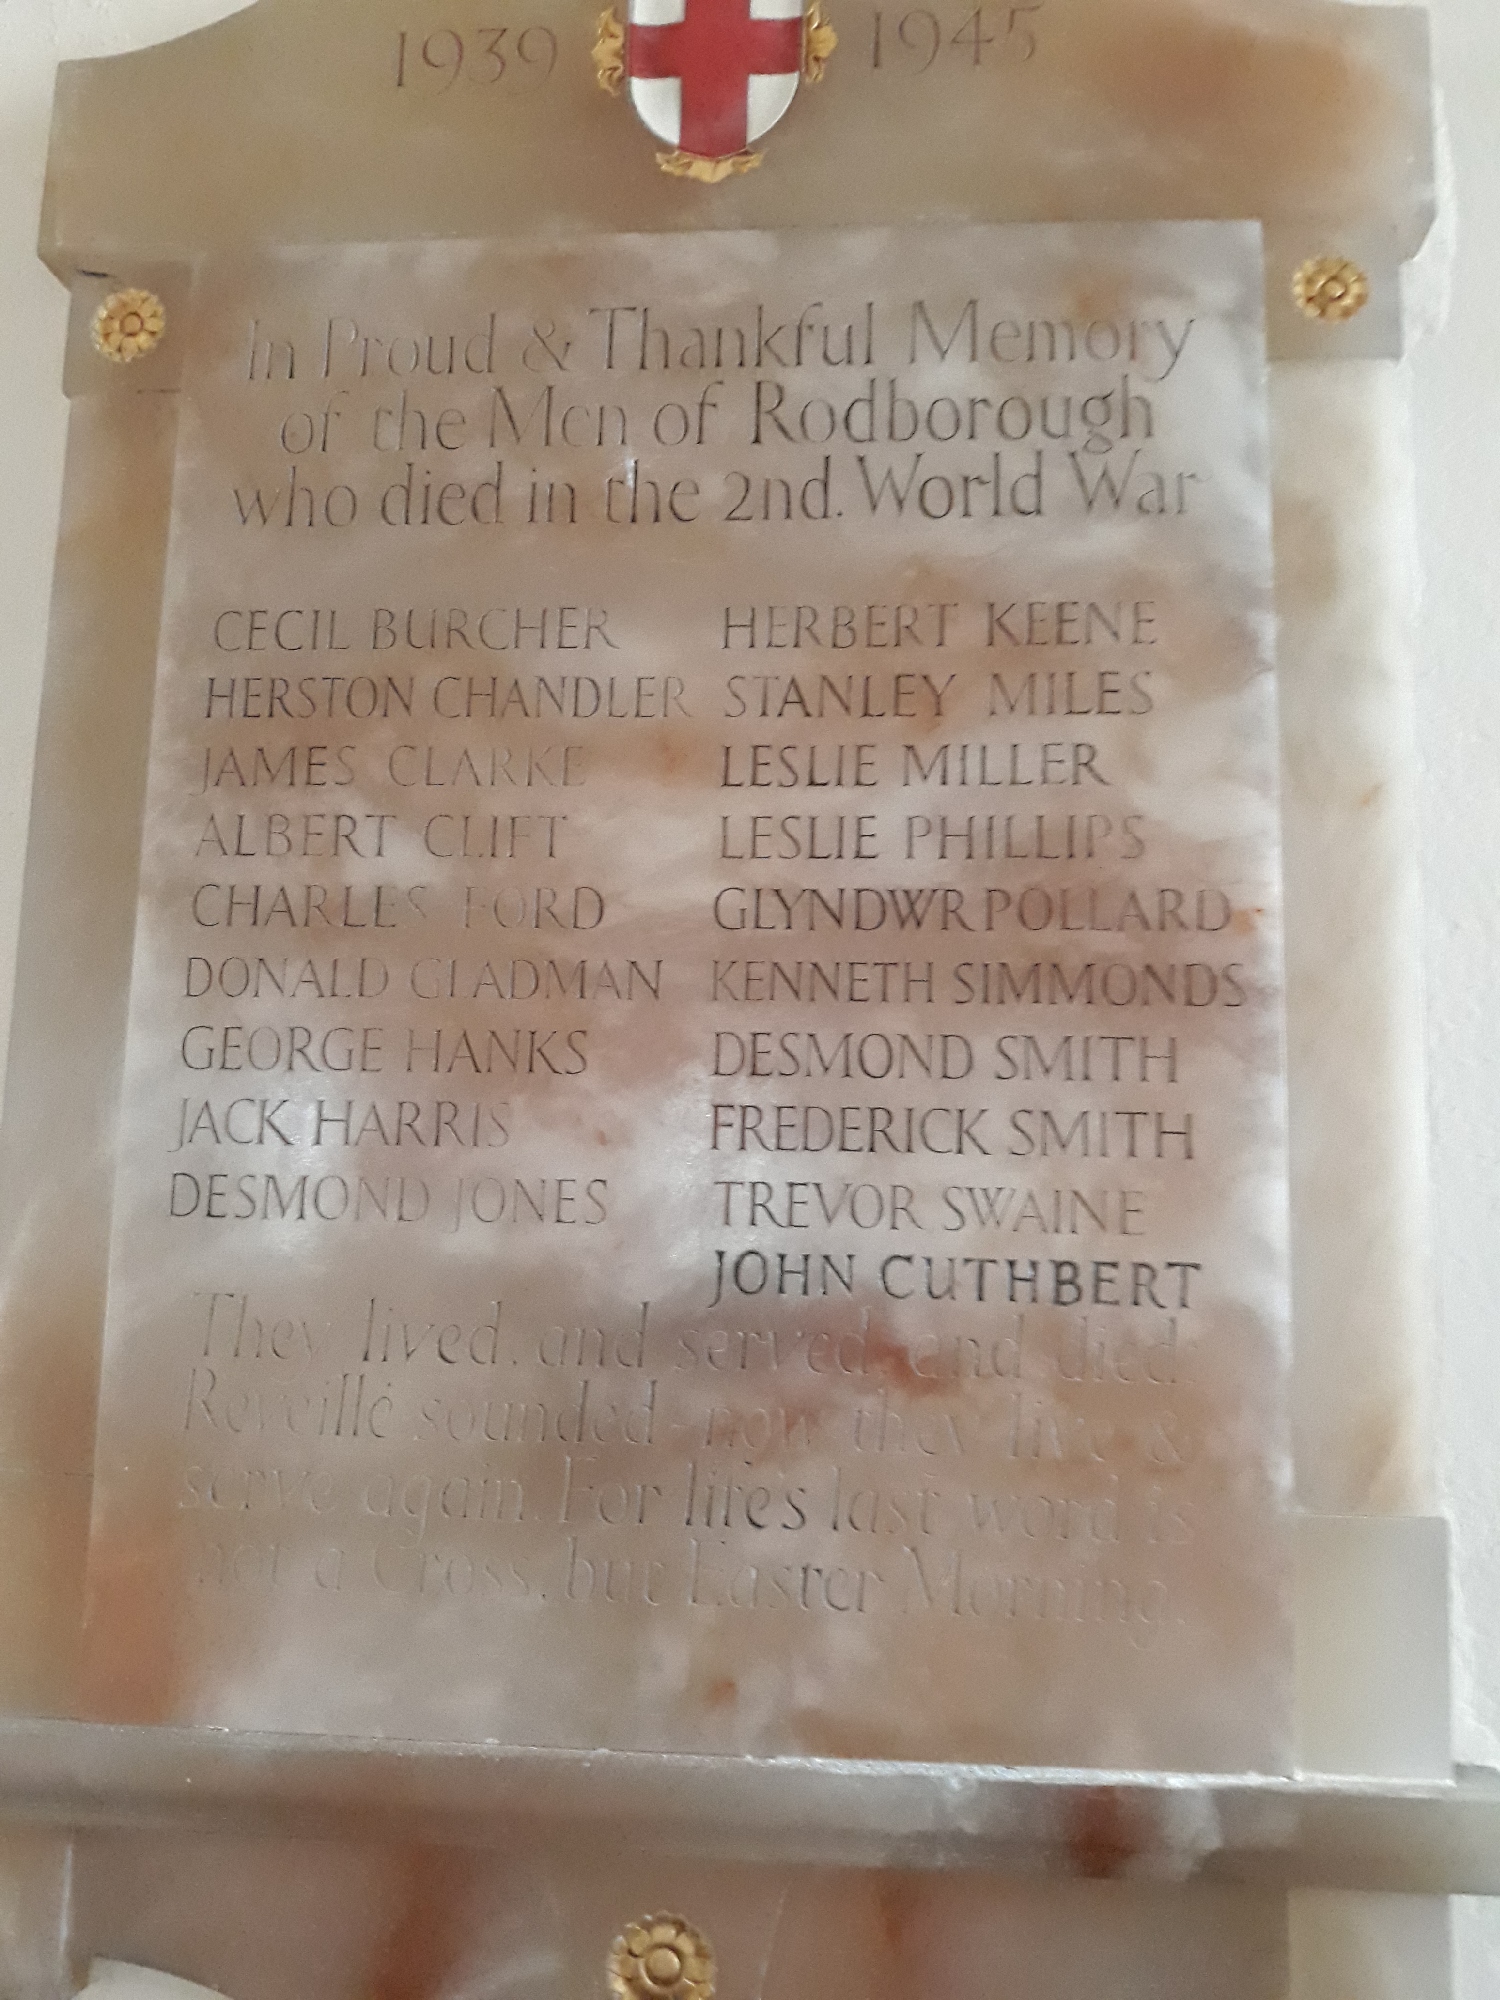 1939 1945
In Proud & Thankful Memory
of the Men of Rodborough
who died in the 2nd. World War
CECIL BURCHER
HERSTON CHANDLER
JAMES CLARKE
ALBERT CLIFT
CHARLES FORD
DONALD GLADMAN
GEORGE HANKS
JACK HARRIS
DESMOND JONES
HERBERT KEENE
STANLEY MILES
LESLIE MILLER
LESLIE PHILLIPS
GLYNDWR POLLARD
KENNETH SIMMONDS
DESMOND SMITH
FREDERICK SMITH
TREVOR SWAINE
JOHN CUTHBERT
They lived, and served, and died:
Reveillé sounded - now they live &
serve again. For life's last word is
not a Cross, but Easter Morning.